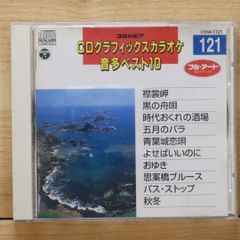 コロムビア
CDグラフィックスカラオケ
音多ベスト10
CDN4-1121
121
フル・アート
襟裳岬
黒の舟唄
時代おくれの酒場
五月のバラ
青葉城恋唄
よせばいいのに
おゆき
思案橋ブルース
バス・ストップ
秋冬